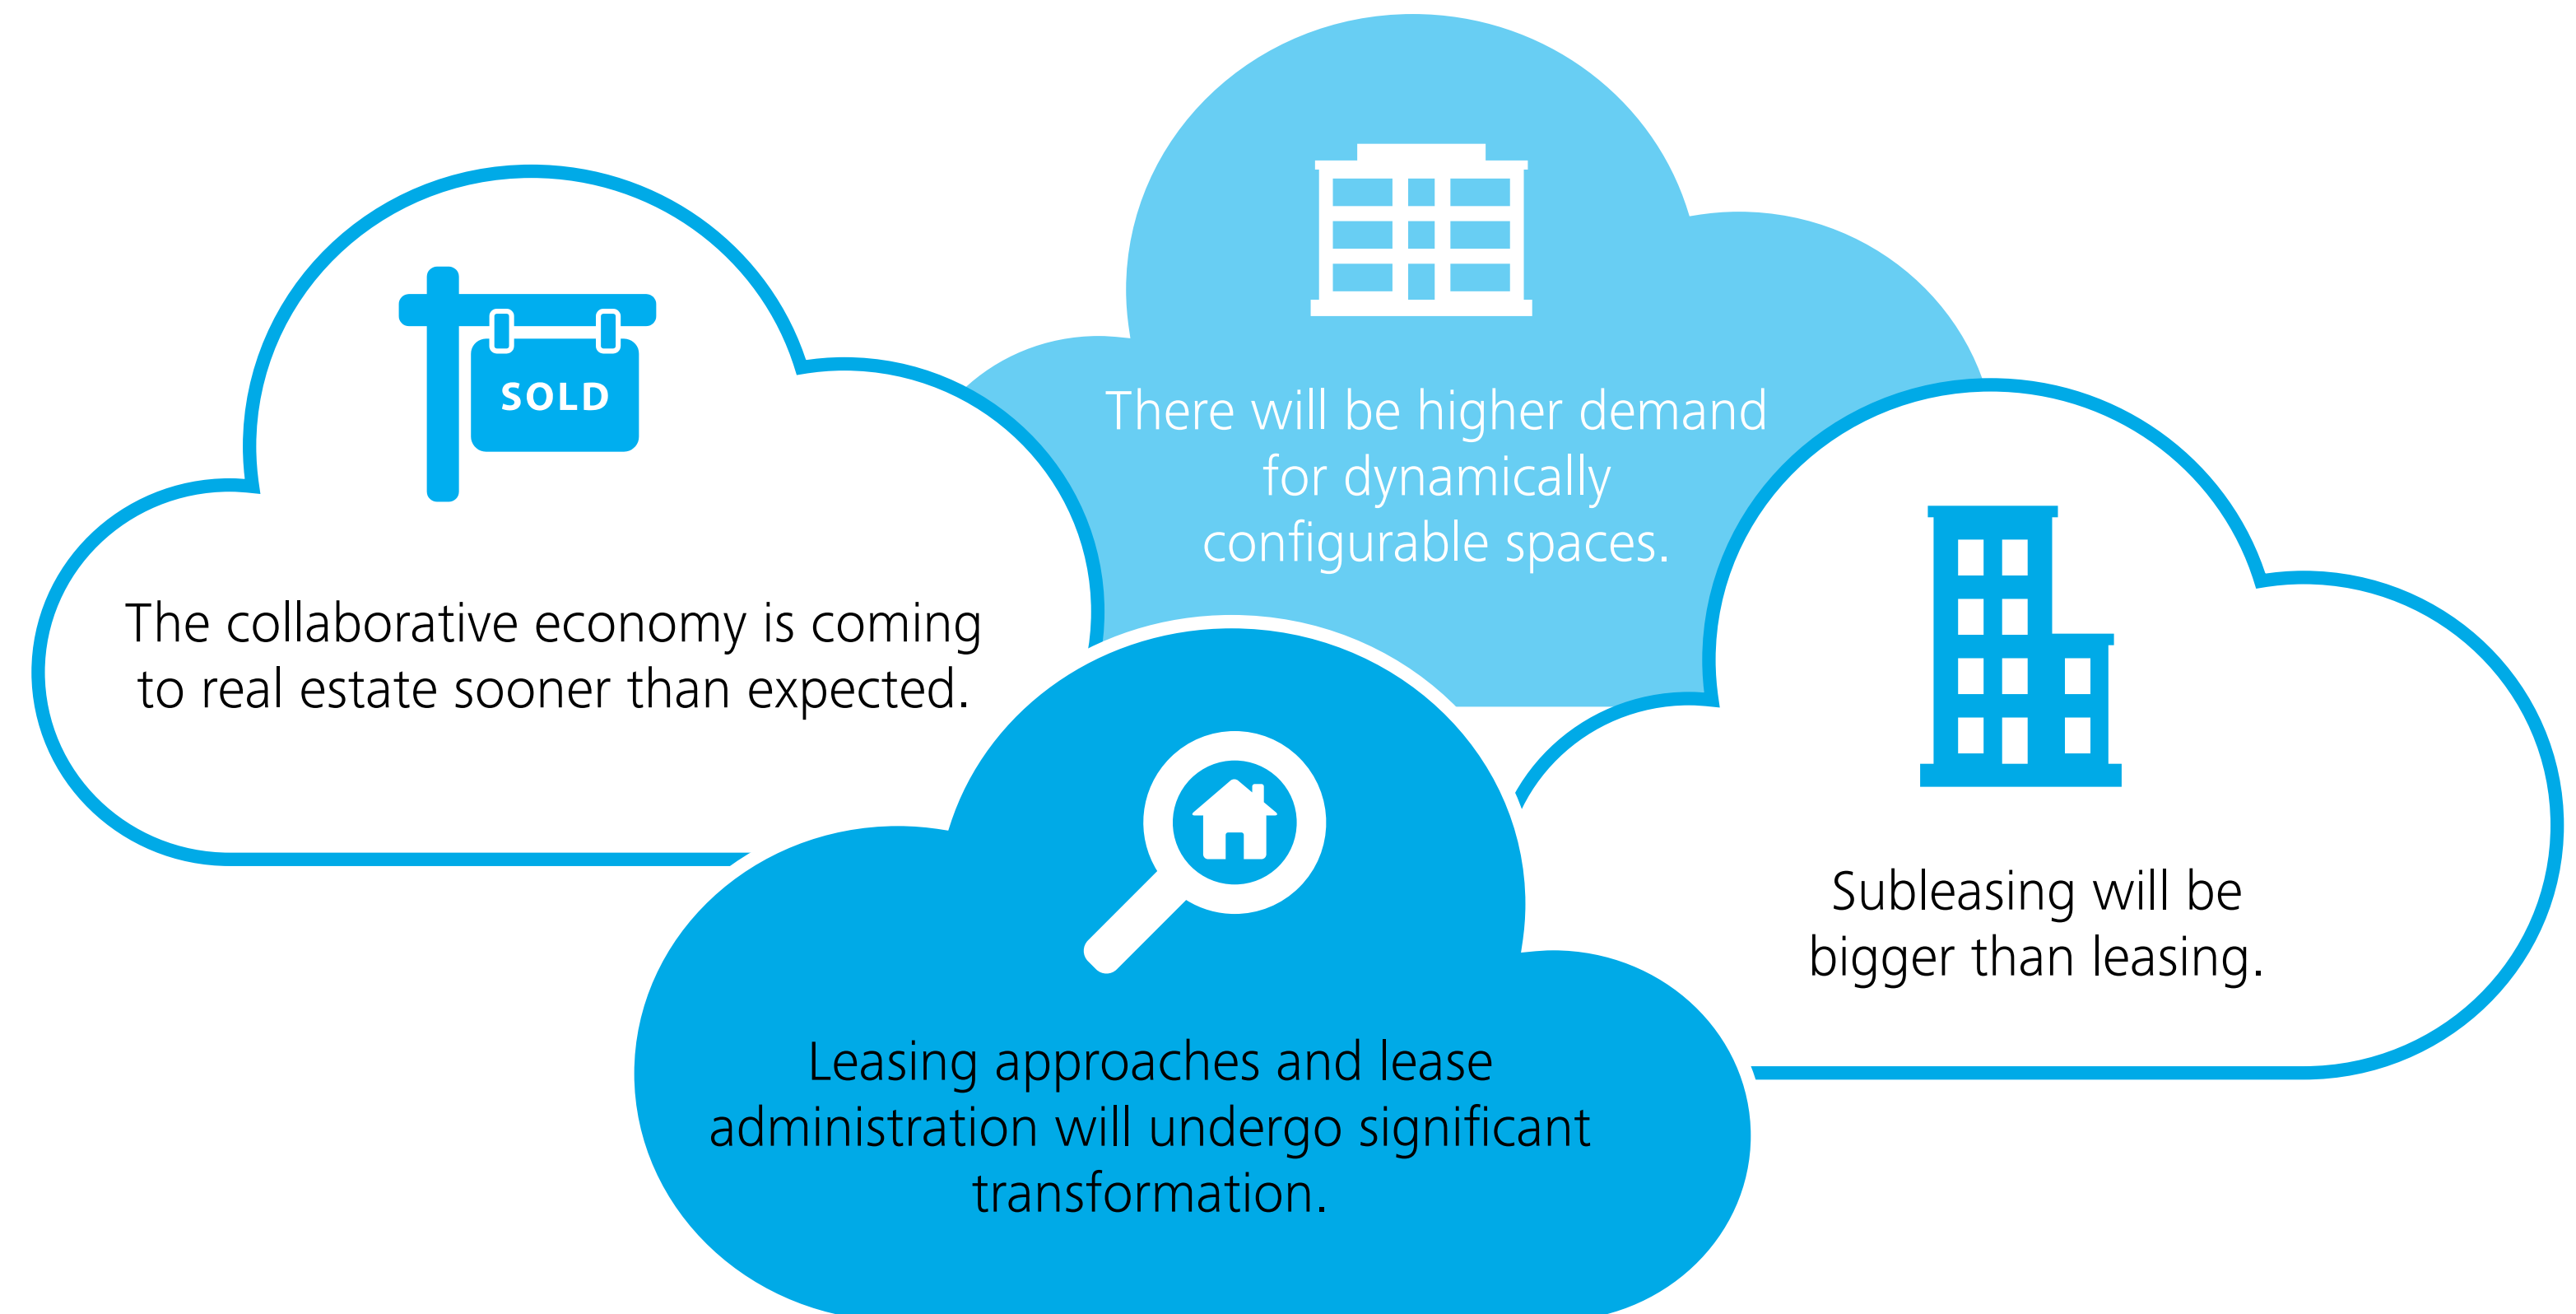 SOLD
The collaborative economy is coming
to real estate sooner than expected.
There will be higher demand
for dynamically
configurable spaces.
Leasing approaches and lease
administration will undergo significant
transformation.
Subleasing will be
bigger than leasing.